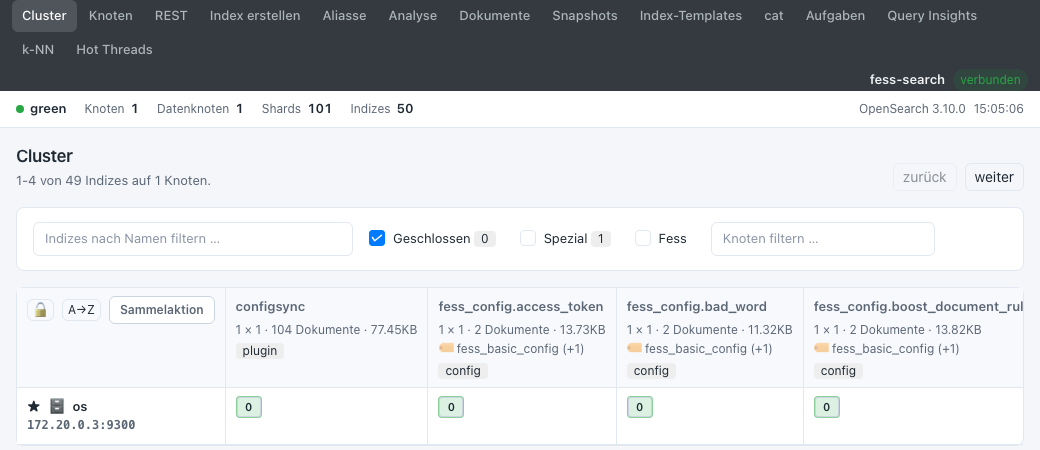 Cluster Knoten REST Index erstellen Aliasse Analyse Dokumente Snapshots Index-Templates cat Aufgaben Query Insights
k-NN Hot Threads
fess-search verbunden
green Knoten 1 Datenknoten 1 Shards 101 Indizes 50 OpenSearch 3.10.0 15:05:06
Cluster
1-4 von 49 Indizes auf 1 Knoten.
zurück weiter
Indizes nach Namen filtern ... Geschlossen 0 Spezial 1 Fess Knoten filtern ...
A→Z Sammelaktion
configsync fess_config.access_token fess_config.bad_word fess_config.boost_document_rul
1 × 1 · 104 Dokumente · 77.45KB 1 × 1 · 2 Dokumente · 13.73KB 1 × 1 · 2 Dokumente · 11.32KB 1 × 1 · 2 Dokumente · 13.82KB
fess_basic_config (+1) fess_basic_config (+1) fess_basic_config (+1)
plugin config config config
os 0 0 0 0
172.20.0.3:9300